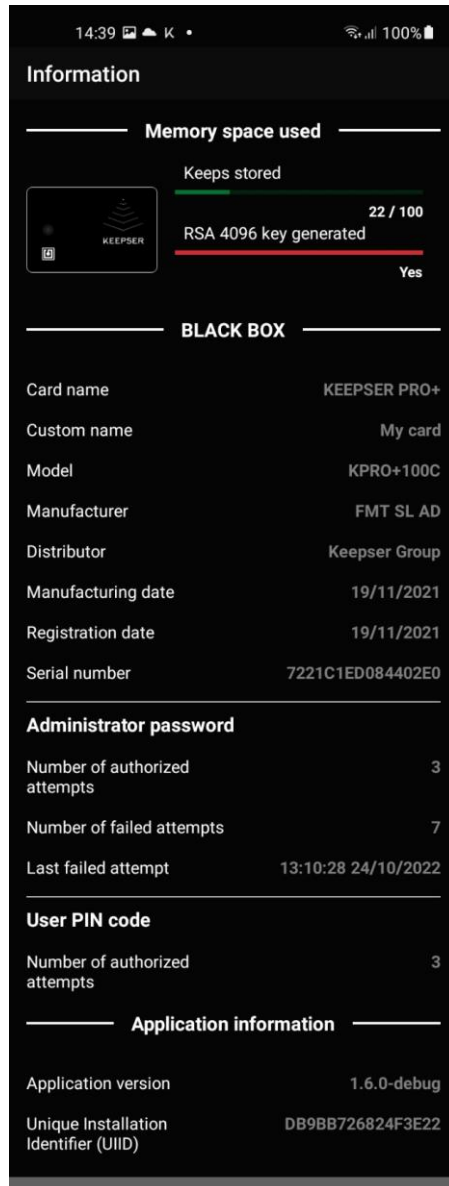 14:39 K • 100%
Information
Memory space used
Keeps stored
22 / 100
KEEPSER
RSA 4096 key generated
Yes
BLACK BOX
Card name KEEPSER PRO+
Custom name My card
Model KPRO+100C
Manufacturer FMT SL AD
Distributor Keepser Group
Manufacturing date 19/11/2021
Registration date 19/11/2021
Serial number 7221C1ED084402E0
Administrator password
Number of authorized 3
attempts
Number of failed attempts 7
Last failed attempt 13:10:28 24/10/2022
User PIN code
Number of authorized 3
attempts
Application information
Application version 1.6.0-debug
Unique Installation DB9BB726824F3E22
Identifier (UIID)